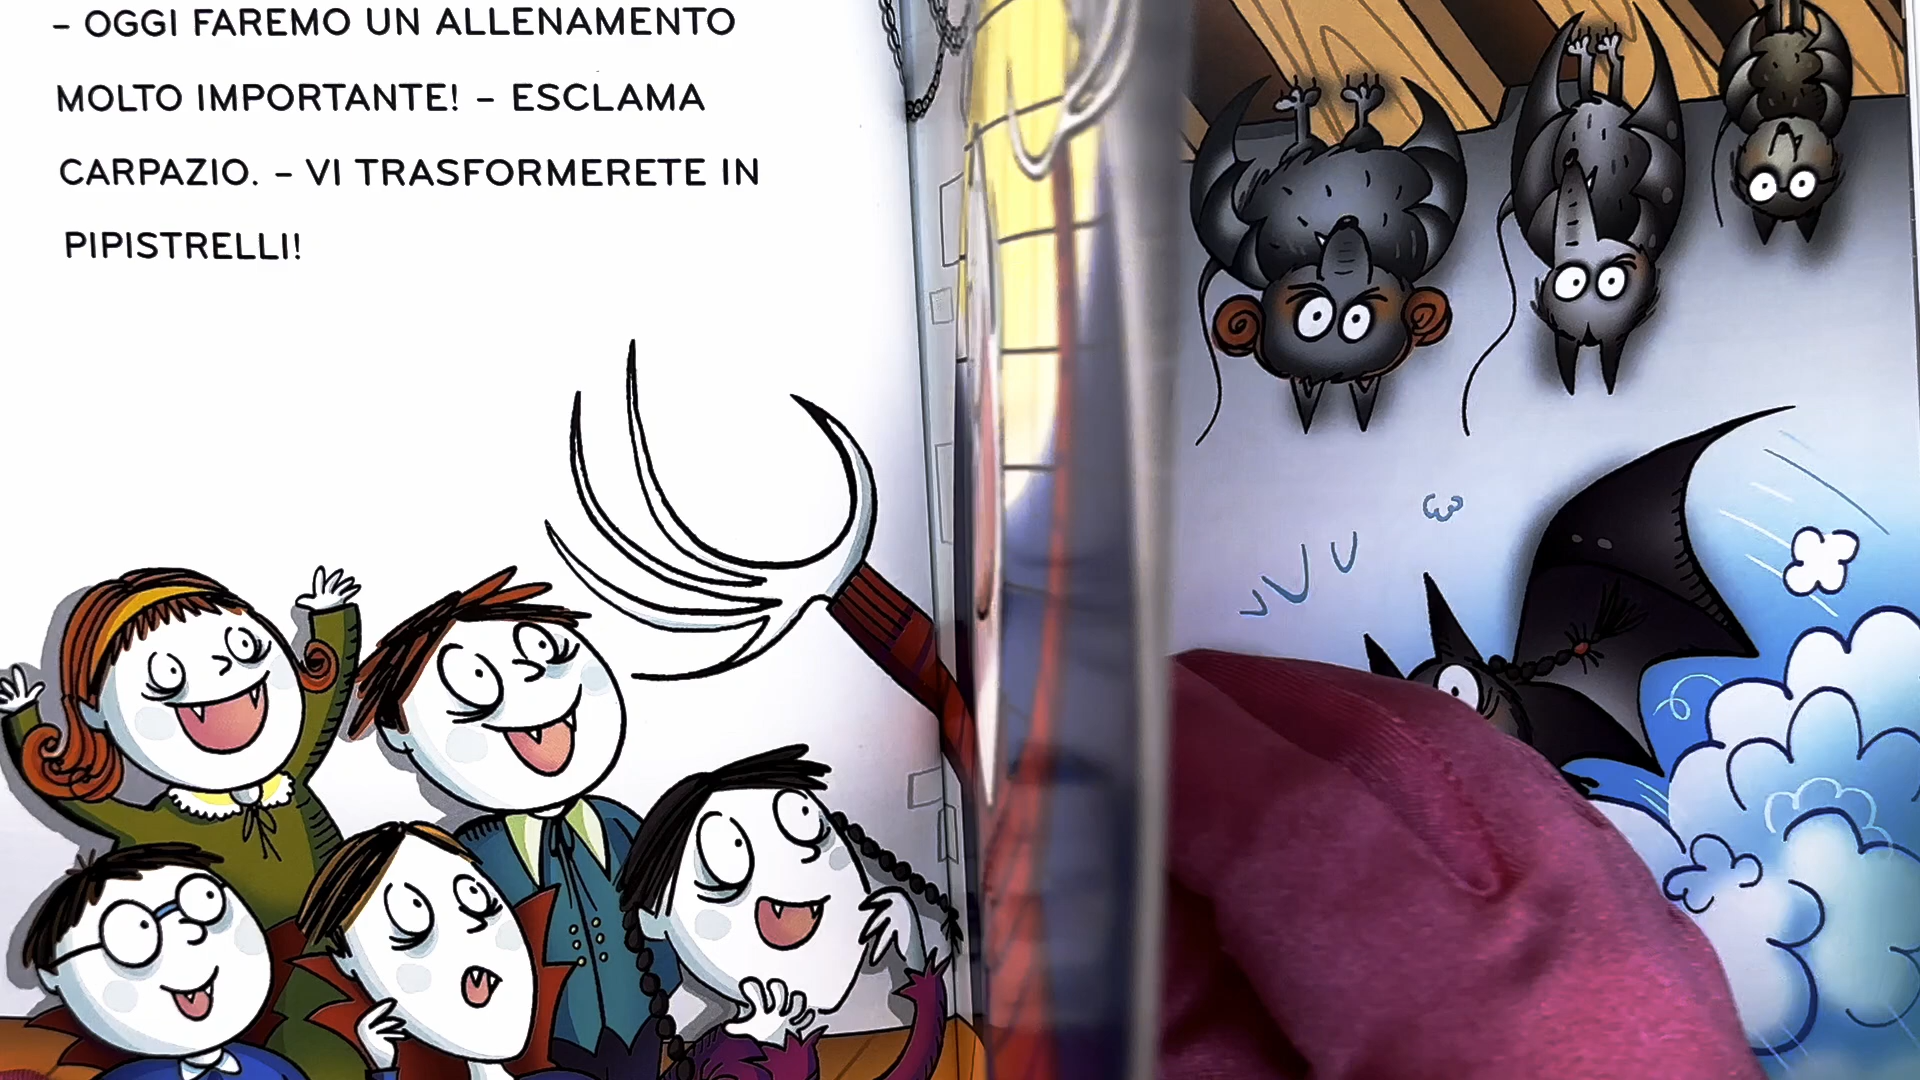 – OGGI FAREMO UN ALLENAMENTO
MOLTO IMPORTANTE! – ESCLAMA
CARPAZIO. – VI TRASFORMERETE IN
PIPISTRELLI!